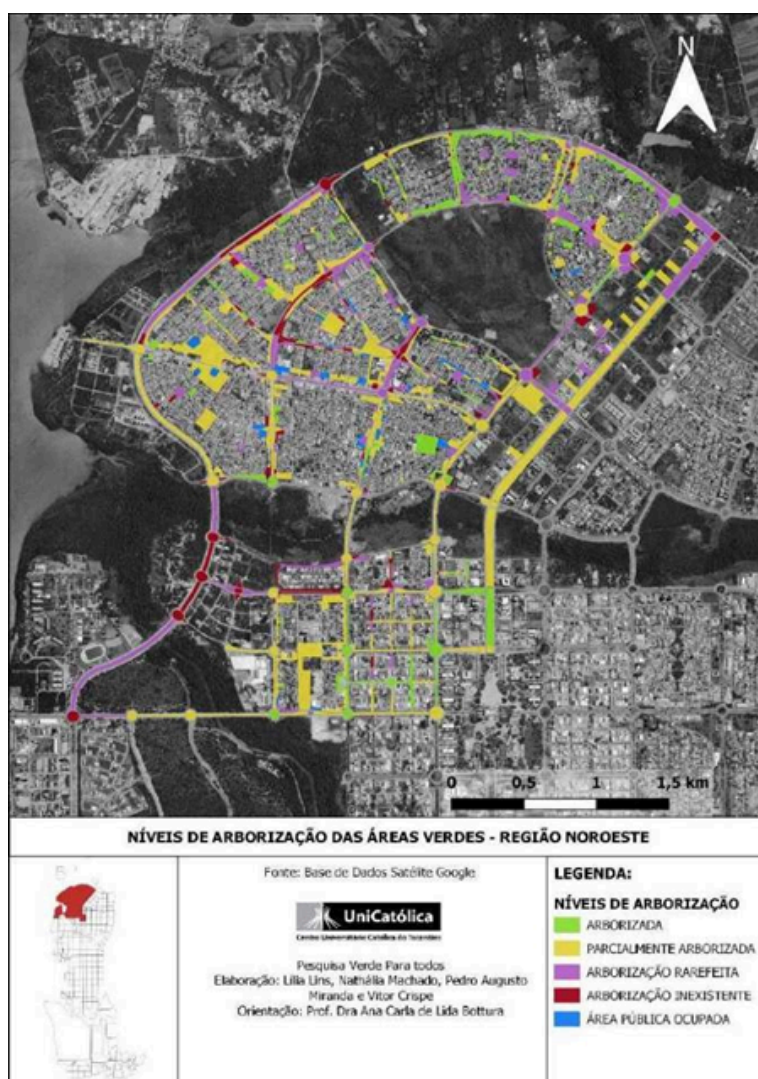 N
0 0,5 1 1,5 km
NÍVEIS DE ARBORIZAÇÃO DAS ÁREAS VERDES - REGIÃO NOROESTE
Fonte: Base de Dados Satélite Google
UniCatólica
Centro Universitário Católica do Tocantins
Pesquisa Verde Para todos
Elaboração: Lília Lins, Nathália Machado, Pedro Augusto
Miranda e Vitor Crispe
Orientação: Prof. Dra Ana Carla de Lida Bottura
LEGENDA:
NÍVEIS DE ARBORIZAÇÃO
ARBORIZADA
PARCIALMENTE ARBORIZADA
ARBORIZAÇÃO RAREFEITA
ARBORIZAÇÃO INEXISTENTE
ÁREA PÚBLICA OCUPADA